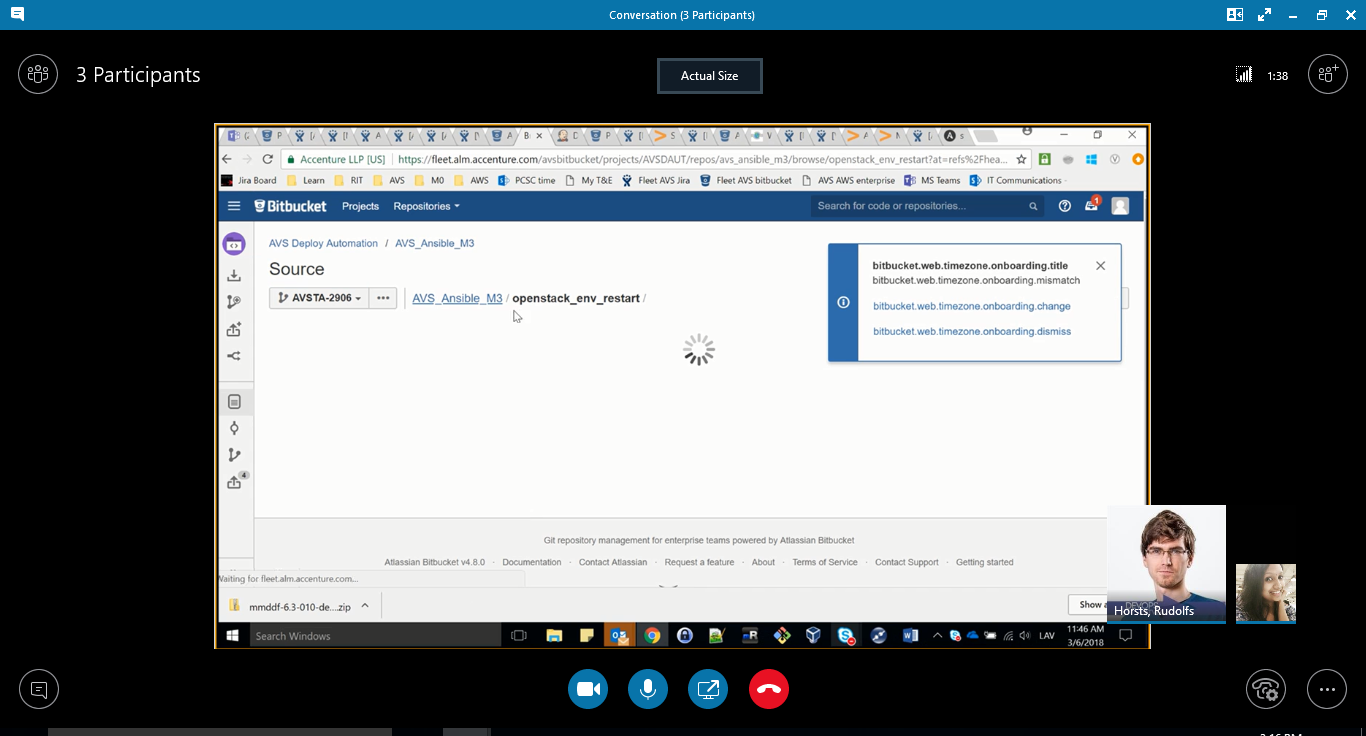 Conversation (3 Participants)
3 Participants
Actual Size
1:38
Accenture LLP [US]
https://fleet.alm.accenture.com/avsbitbucket/projects/AVSDAUT/repos/avs_ansible_m3/browse/openstack_env_restart?at=refs%2Fhea...
Jira Board Learn RIT AVS M0 AWS PCSC time My T&E Fleet AVS Jira Fleet AVS bitbucket AVS AWS enterprise MS Teams IT Communications -
Bitbucket Projects Repositories Search for code or repositories... 1
AVS Deploy Automation / AVS_Ansible_M3
Source
AVSTA-2906 ••• AVS_Ansible_M3 / openstack_env_restart /
bitbucket.web.timezone.onboarding.title
bitbucket.web.timezone.onboarding.mismatch
bitbucket.web.timezone.onboarding.change
bitbucket.web.timezone.onboarding.dismiss
4
Git repository management for enterprise teams powered by Atlassian Bitbucket
Atlassian Bitbucket v4.8.0 · Documentation · Contact Atlassian · Request a feature · About · Terms of Service · Contact Support · Getting started
Waiting for fleet.alm.accenture.com...
mmddf-6.3-010-de....zip
Show
Horsts, Rudolfs
Search Windows
LAV
11:46 AM
3/6/2018